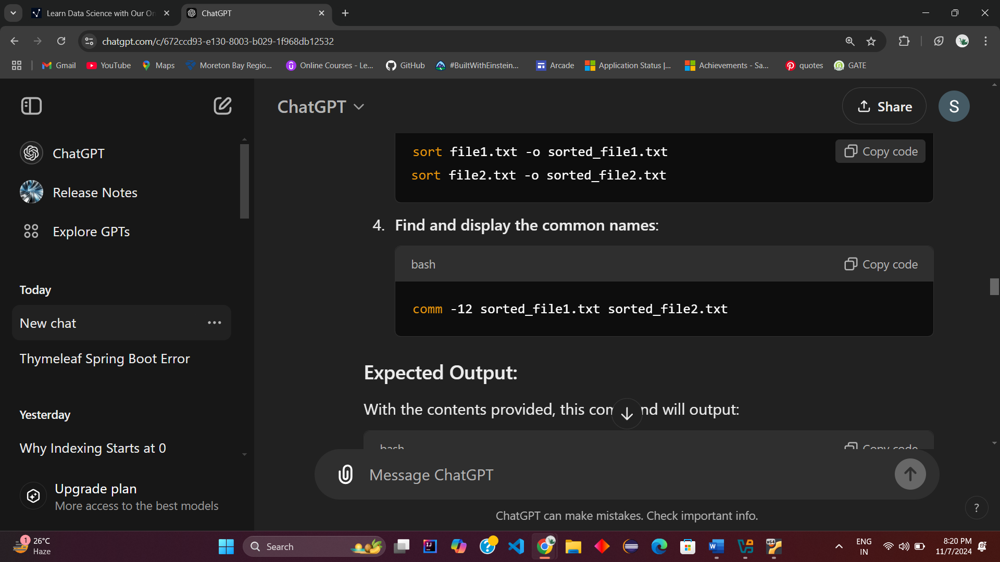 Learn Data Science with Our On
ChatGPT
chatgpt.com/c/672ccd93-e130-8003-b029-1f968db12532
Gmail YouTube Maps Moreton Bay Regio... Online Courses - Le... GitHub #BuiltWithEinstein... Arcade Application Status |... Achievements - Sa... quotes GATE
ChatGPT
Share
S
ChatGPT
Release Notes
Explore GPTs
Today
New chat
Thymeleaf Spring Boot Error
Yesterday
Why Indexing Starts at 0
Upgrade plan
More access to the best models
sort file1.txt -o sorted_file1.txt
Copy code
sort file2.txt -o sorted_file2.txt
4. Find and display the common names:
bash
Copy code
comm -12 sorted_file1.txt sorted_file2.txt
Expected Output:
With the contents provided, this com nd will output:
bash
Copy code
Message ChatGPT
ChatGPT can make mistakes. Check important info.
?
1
26°C
Haze
Search
IJ
x64
W
ENG
IN
8:20 PM
11/7/2024